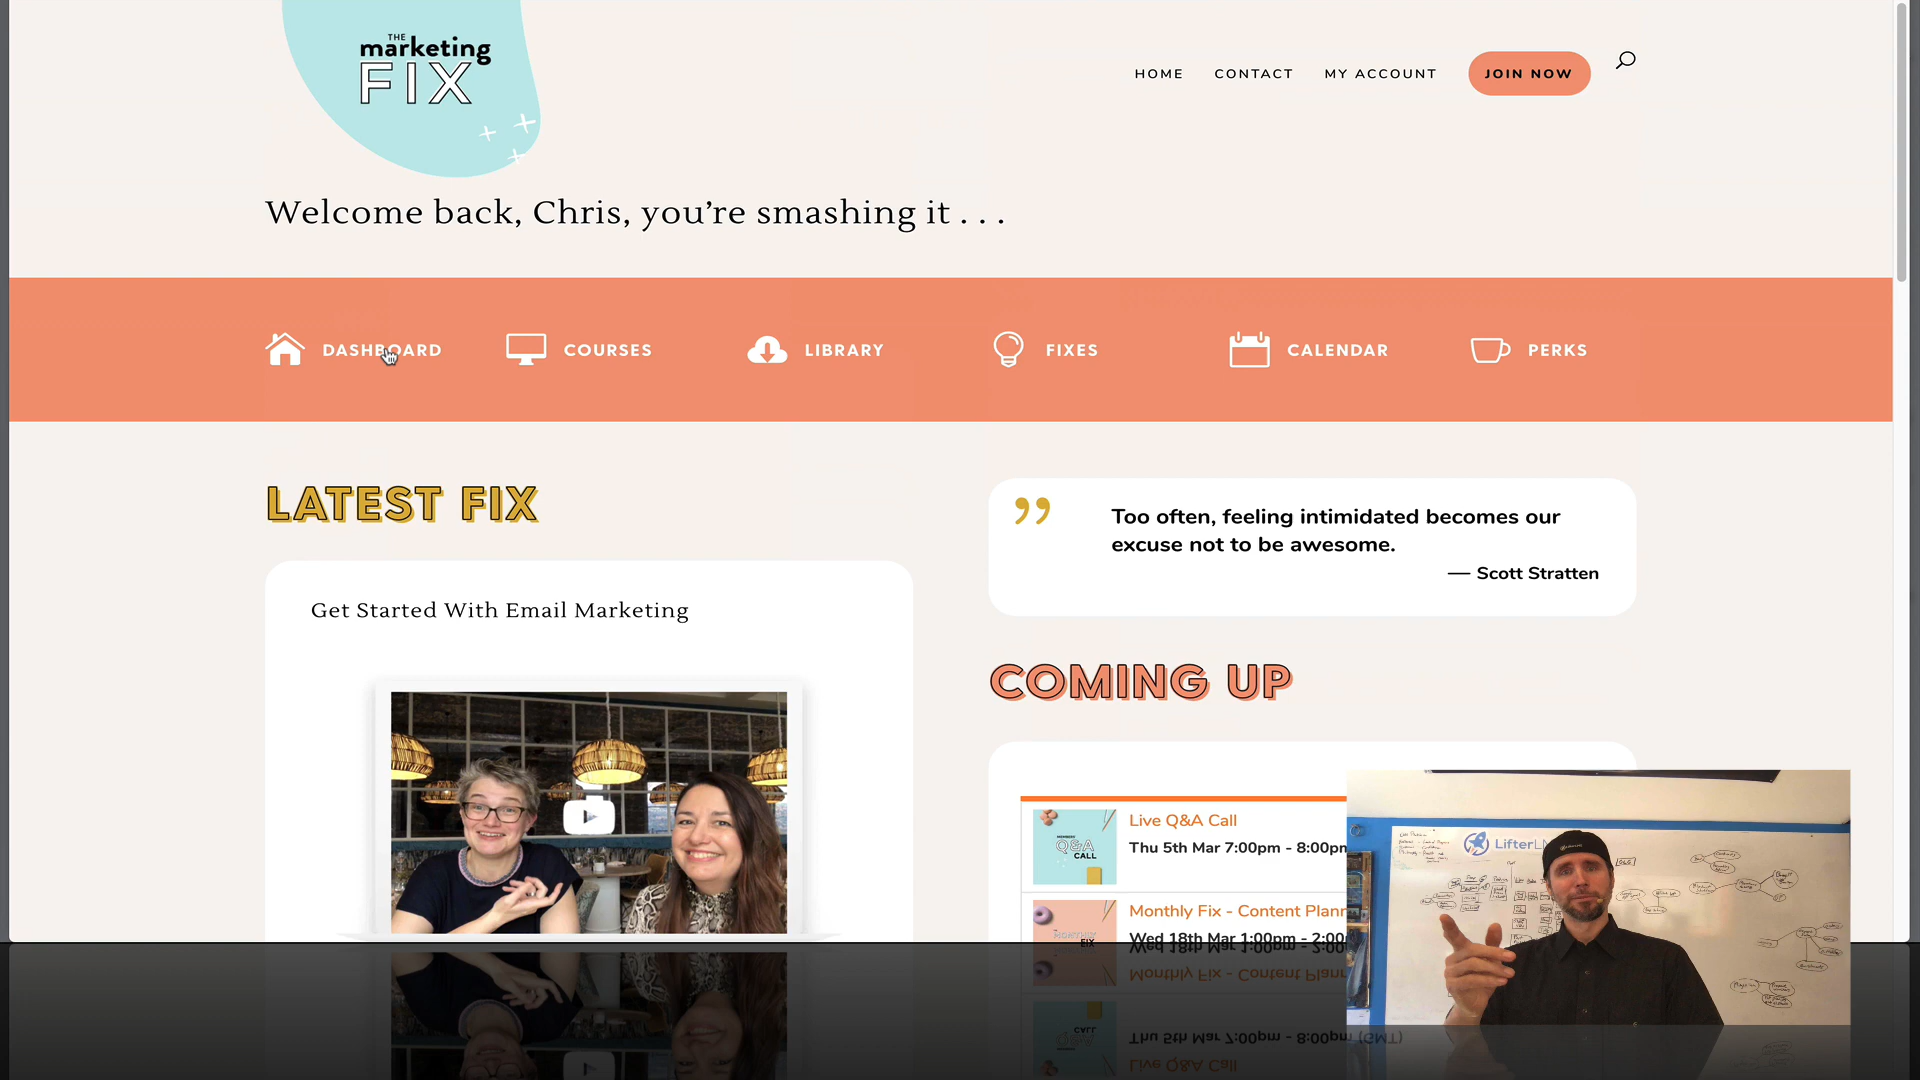 THE
marketing
FIX
HOME
CONTACT
MY ACCOUNT
JOIN NOW
Welcome back, Chris, you’re smashing it . . .
DASHBOARD
COURSES
LIBRARY
FIXES
CALENDAR
PERKS
LATEST FIX
Get Started With Email Marketing
Too often, feeling intimidated becomes our
excuse not to be awesome.
— Scott Stratten
COMING UP
Q&A
CALL
Live Q&A Call
Thu 5th Mar 7:00pm - 8:00pm
MONTHLY
FIX
Monthly Fix - Content Plann
Wed 18th Mar 1:00pm - 2:00
LifterLM